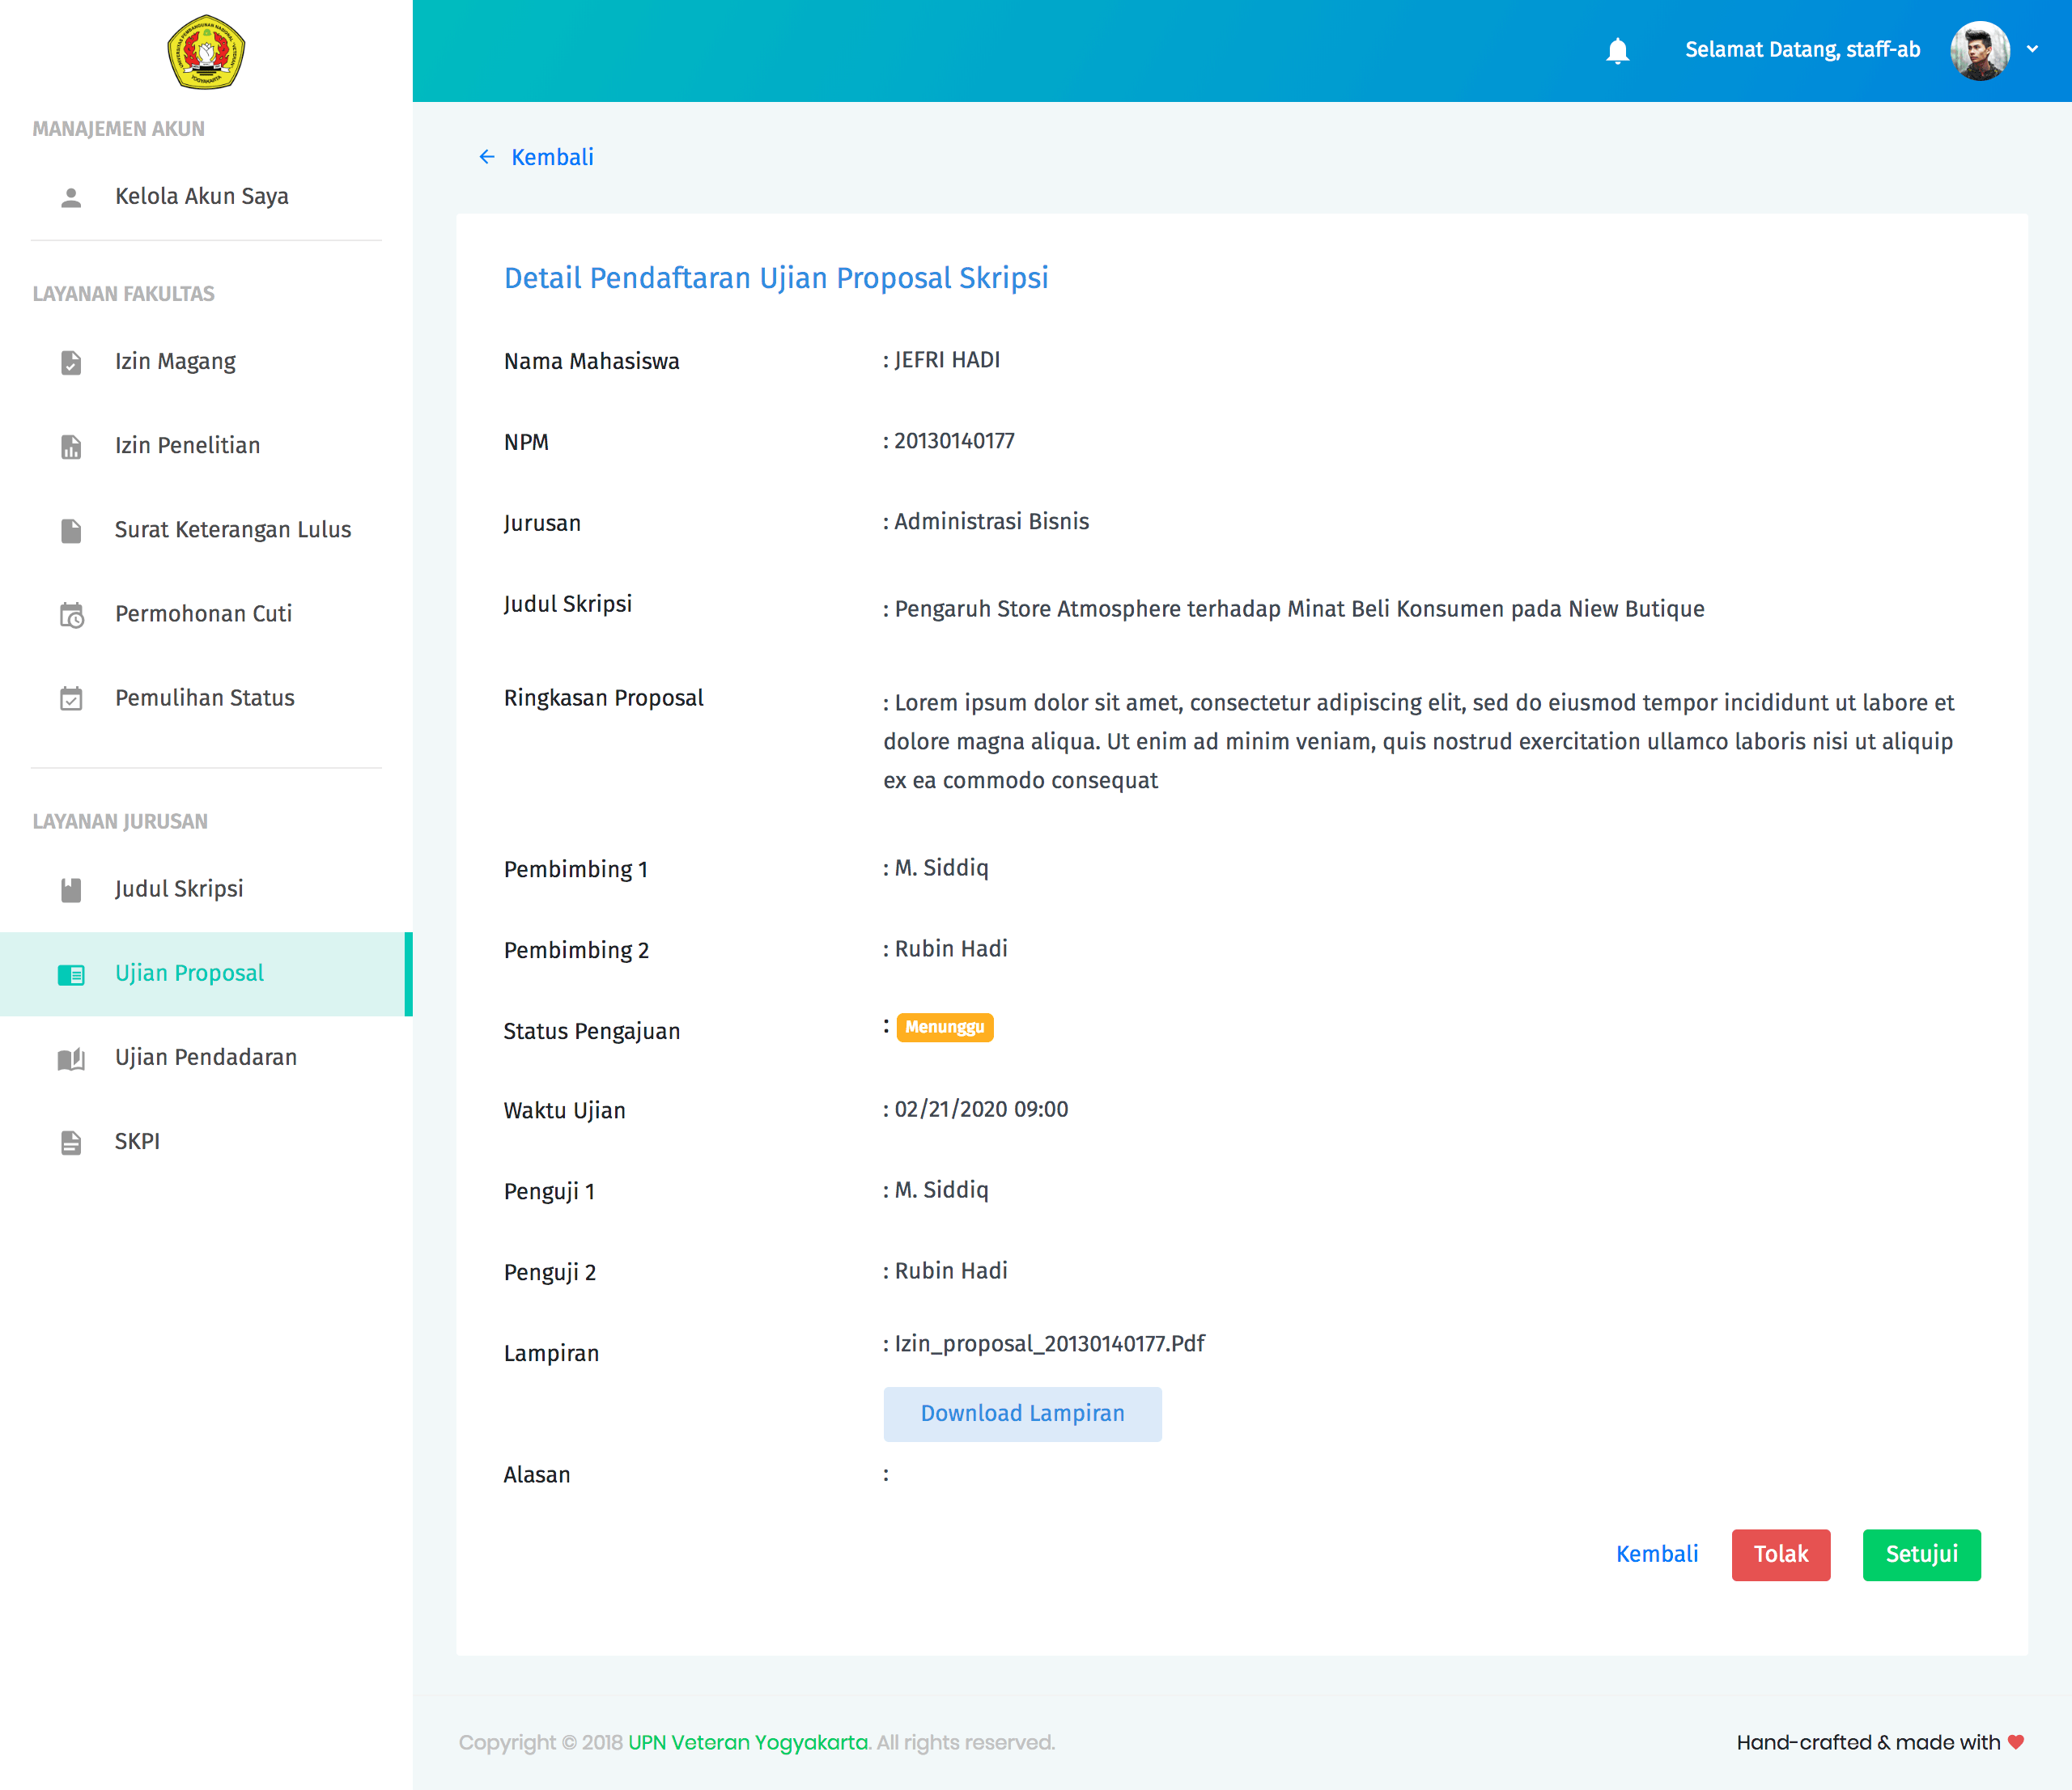 Selamat Datang, staff-ab
MANAJEMEN AKUN
Kelola Akun Saya
LAYANAN FAKULTAS
Izin Magang
Izin Penelitian
Surat Keterangan Lulus
Permohonan Cuti
Pemulihan Status
LAYANAN JURUSAN
Judul Skripsi
Ujian Proposal
Ujian Pendadaran
SKPI
← Kembali
Detail Pendaftaran Ujian Proposal Skripsi
Nama Mahasiswa : JEFRI HADI
NPM : 20130140177
Jurusan : Administrasi Bisnis
Judul Skripsi : Pengaruh Store Atmosphere terhadap Minat Beli Konsumen pada Niew Butique
Ringkasan Proposal : Lorem ipsum dolor sit amet, consectetur adipiscing elit, sed do eiusmod tempor incididunt ut labore et
dolore magna aliqua. Ut enim ad minim veniam, quis nostrud exercitation ullamco laboris nisi ut aliquip
ex ea commodo consequat
Pembimbing 1 : M. Siddiq
Pembimbing 2 : Rubin Hadi
Status Pengajuan : Menunggu
Waktu Ujian : 02/21/2020 09:00
Penguji 1 : M. Siddiq
Penguji 2 : Rubin Hadi
Lampiran : Izin_proposal_20130140177.Pdf
Download Lampiran
Alasan :
Kembali Tolak Setujui
Copyright © 2018 UPN Veteran Yogyakarta. All rights reserved.
Hand-crafted & made with ♥